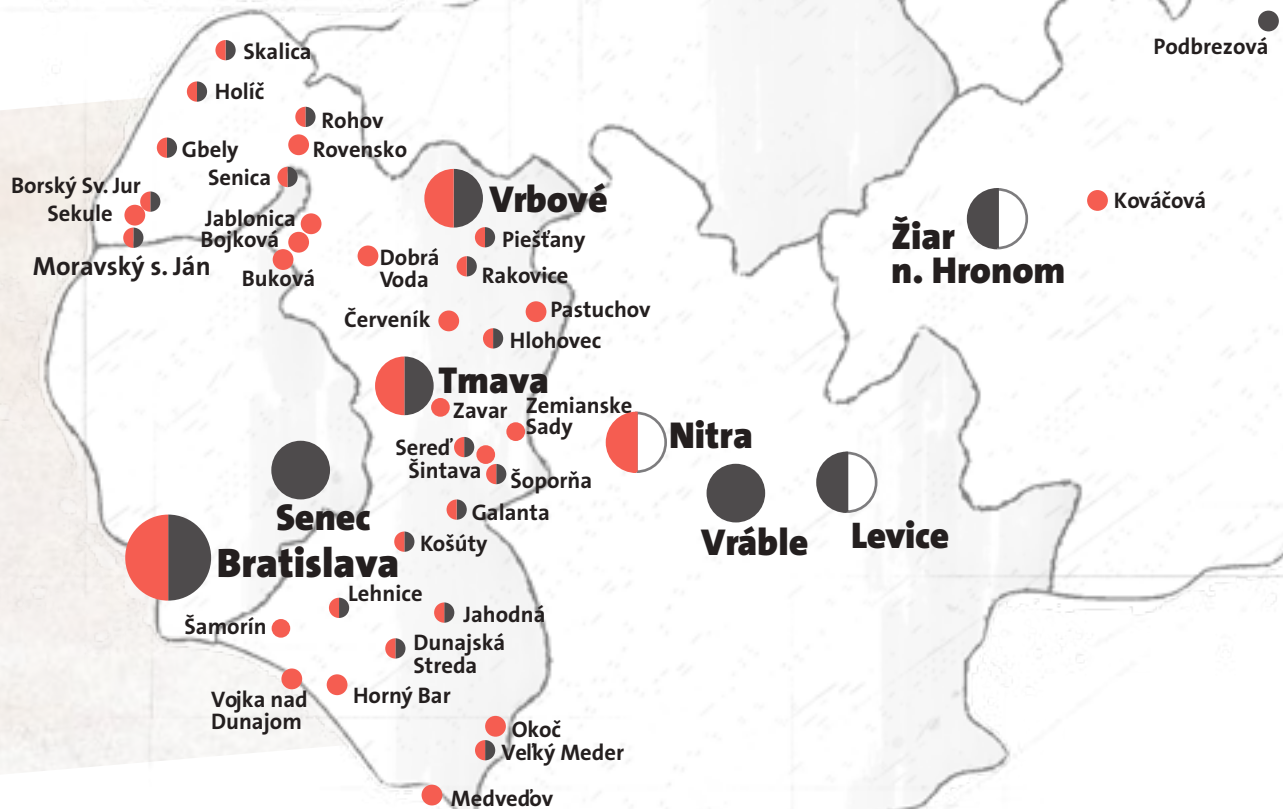 Podbrezová
Skalica
Holíč
Rohov
Gbely
Rovensko
Senica
Borský Sv. Jur
Sekule
Vrbové
Kováčová
Jablonica
Bojková
Piešťany
Žiar
n. Hronom
Moravský s. Ján
Buková
Dobrá
Voda
Rakovice
Červeník
Pastuchov
Hlohovec
Tmava
Zavar
Zemianske
Sady
Nitra
Sereď
Šintava
Šoporňa
Senec
Galanta
Vráble
Levice
Košúty
Bratislava
Lehnice
Šamorín
Jahodná
Dunajská
Streda
Vojka nad
Dunajom
Horný Bar
Okoč
Veľký Meder
Medveďov